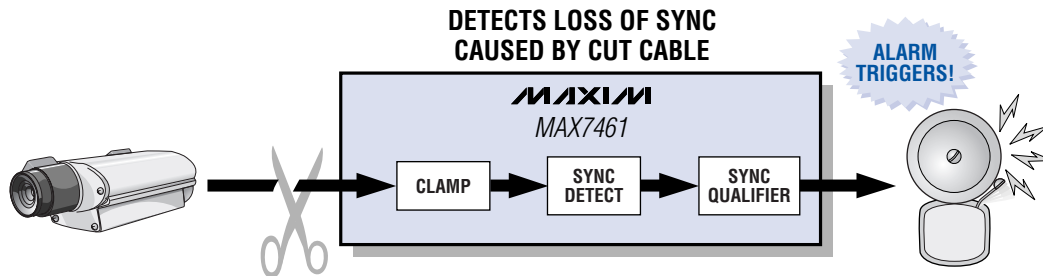 DETECTS LOSS OF SYNC
CAUSED BY CUT CABLE
ALARM
TRIGGERS!
MAXIM
MAX7461
CLAMP
SYNC
DETECT
SYNC
QUALIFIER